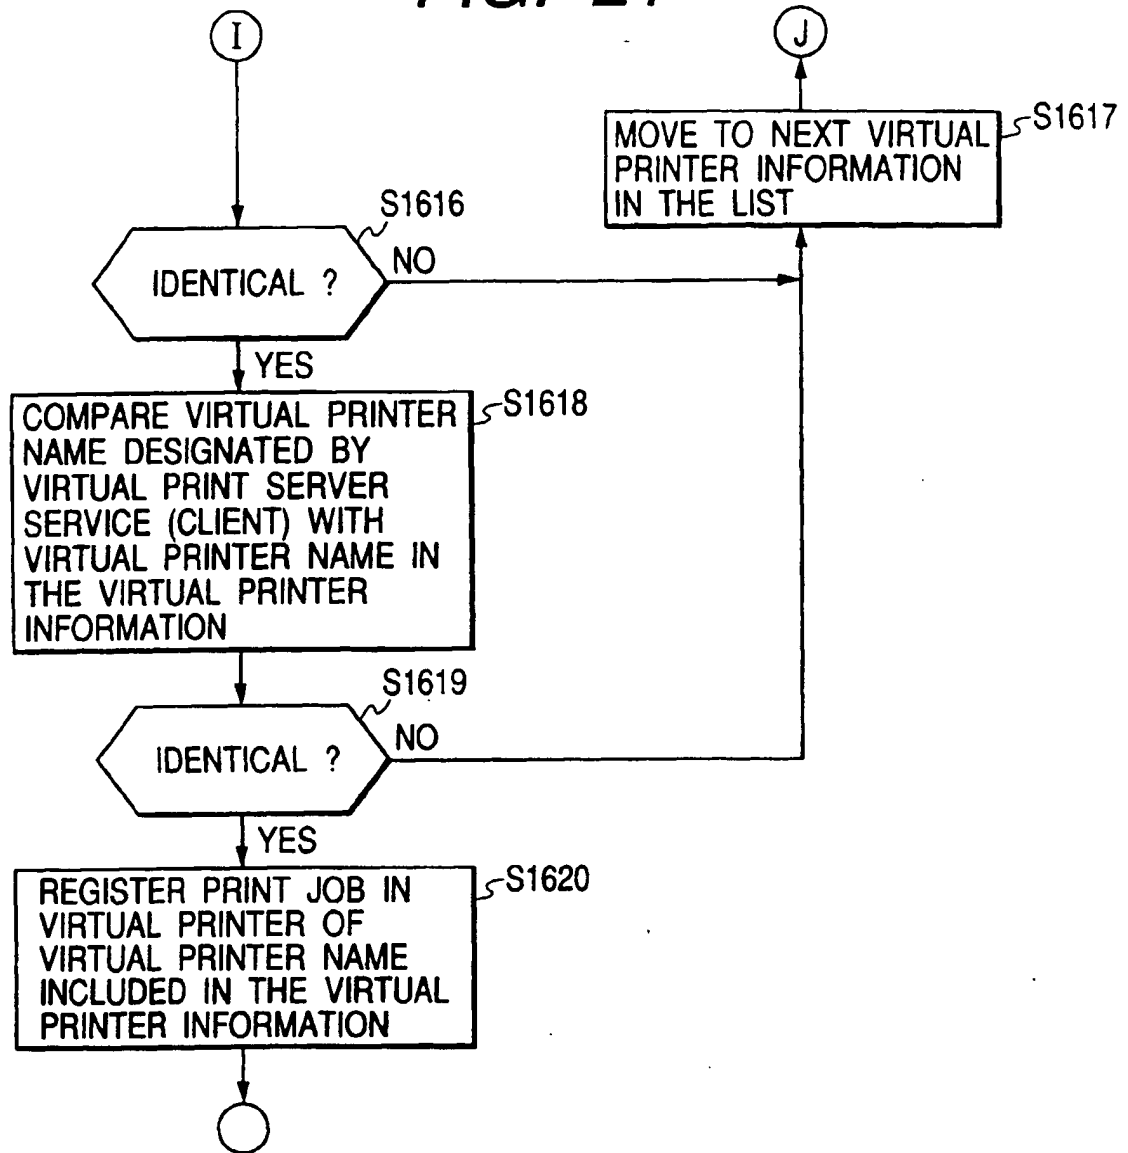 I
J
MOVE TO NEXT VIRTUAL
PRINTER INFORMATION
IN THE LIST
S1617
S1616
IDENTICAL ?
NO
YES
COMPARE VIRTUAL PRINTER
NAME DESIGNATED BY
VIRTUAL PRINT SERVER
SERVICE (CLIENT) WITH
VIRTUAL PRINTER NAME IN
THE VIRTUAL PRINTER
INFORMATION
S1618
S1619
IDENTICAL ?
NO
YES
REGISTER PRINT JOB IN
VIRTUAL PRINTER OF
VIRTUAL PRINTER NAME
INCLUDED IN THE VIRTUAL
PRINTER INFORMATION
S1620